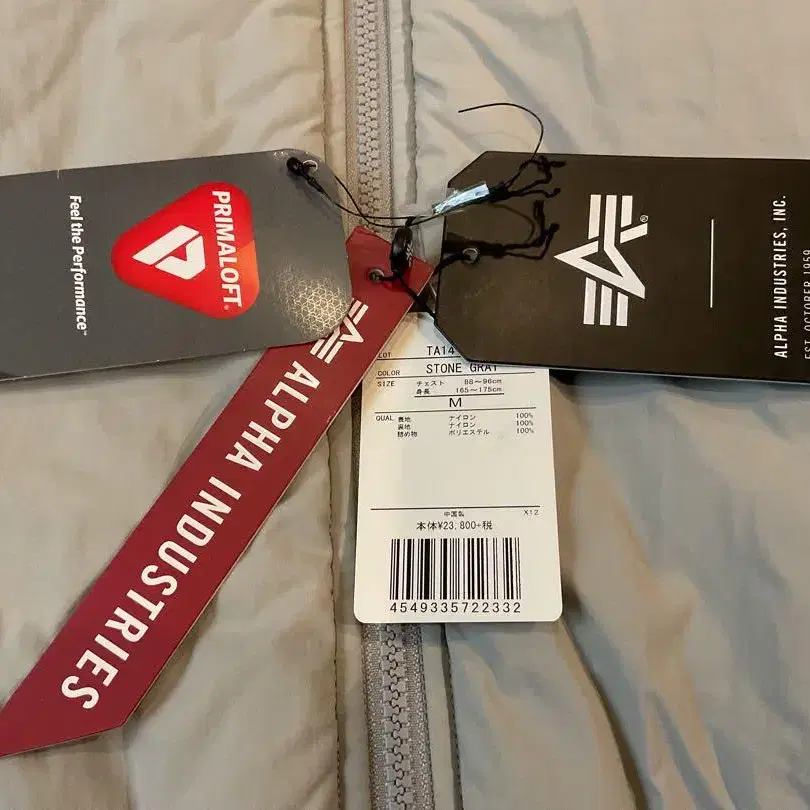 PRIMALOFT®
Feel the Performance™
ALPHA INDUSTRIES
ALPHA INDUSTRIES, INC.
EST. OCTOBER 1959
LOT TA14
COLOR STONE GRAY
SIZE チェスト 88～96cm
身長 165～175cm
M
QUAL 表地 ナイロン 100%
裏地 ナイロン 100%
詰め物 ポリエステル 100%
中国製 X12
本体¥23,800+税
4549335722332